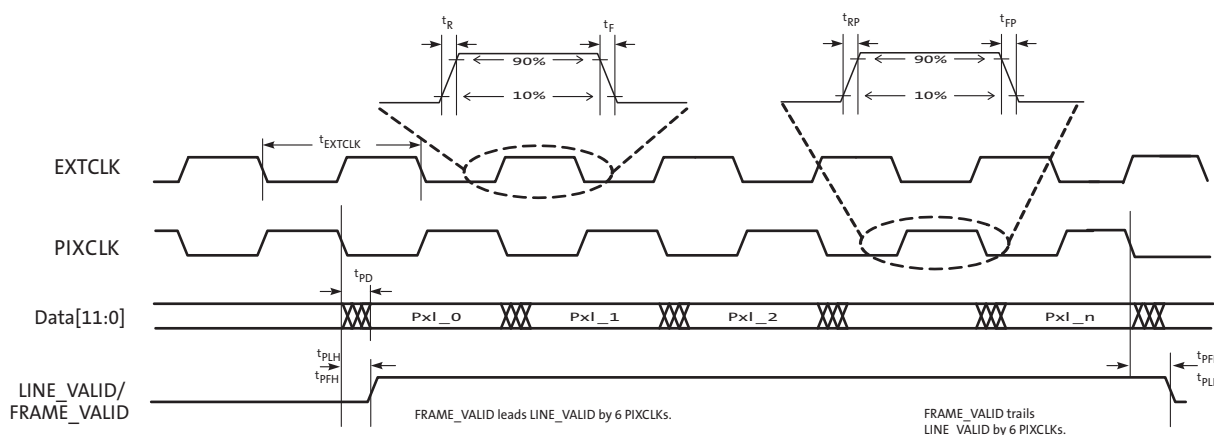 tR
tF
tRP
tFP
90%
90%
10%
10%
tEXTCLK
EXTCLK
PIXCLK
tPD
Data[11:0]
Pxl_0
Pxl_1
Pxl_2
Pxl_n
tPLH
tPFH
LINE_VALID/
FRAME_VALID
FRAME_VALID leads LINE_VALID by 6 PIXCLKs.
FRAME_VALID trails
LINE_VALID by 6 PIXCLKs.